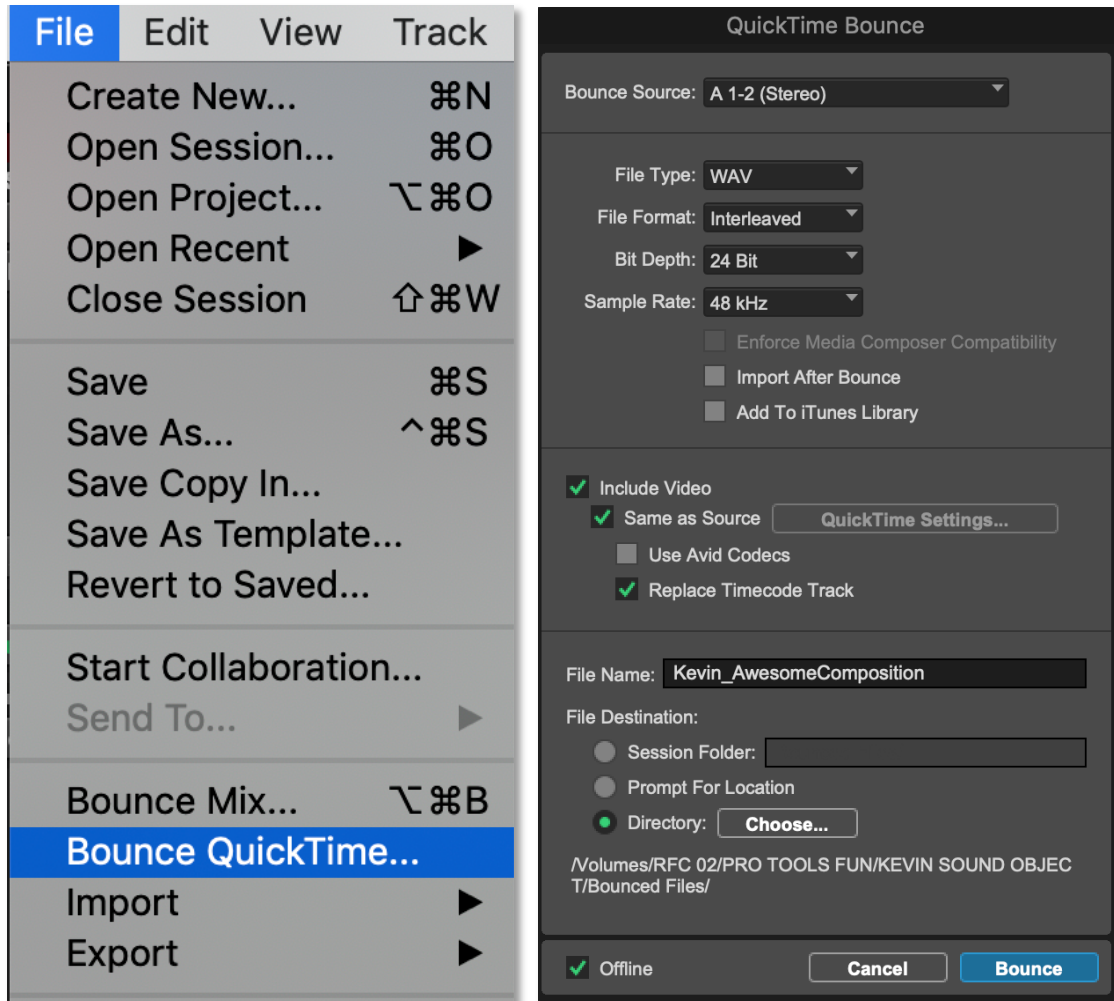 File Edit View Track
Create New... ⌘N
Open Session... ⌘O
Open Project... ⌥⌘O
Open Recent ▶
Close Session ⇧⌘W
Save ⌘S
Save As... ^⌘S
Save Copy In...
Save As Template...
Revert to Saved...
Start Collaboration...
Send To... ▶
Bounce Mix... ⌥⌘B
Bounce QuickTime...
Import ▶
Export ▶
QuickTime Bounce
Bounce Source: A 1-2 (Stereo)
File Type: WAV
File Format: Interleaved
Bit Depth: 24 Bit
Sample Rate: 48 kHz
Enforce Media Composer Compatibility
Import After Bounce
Add To iTunes Library
Include Video
Same as Source QuickTime Settings...
Use Avid Codecs
Replace Timecode Track
File Name: Kevin_AwesomeComposition
File Destination:
Session Folder:
Prompt For Location
Directory: Choose...
/Volumes/RFC 02/PRO TOOLS FUN/KEVIN SOUND OBJEC
T/Bounced Files/
Offline Cancel Bounce